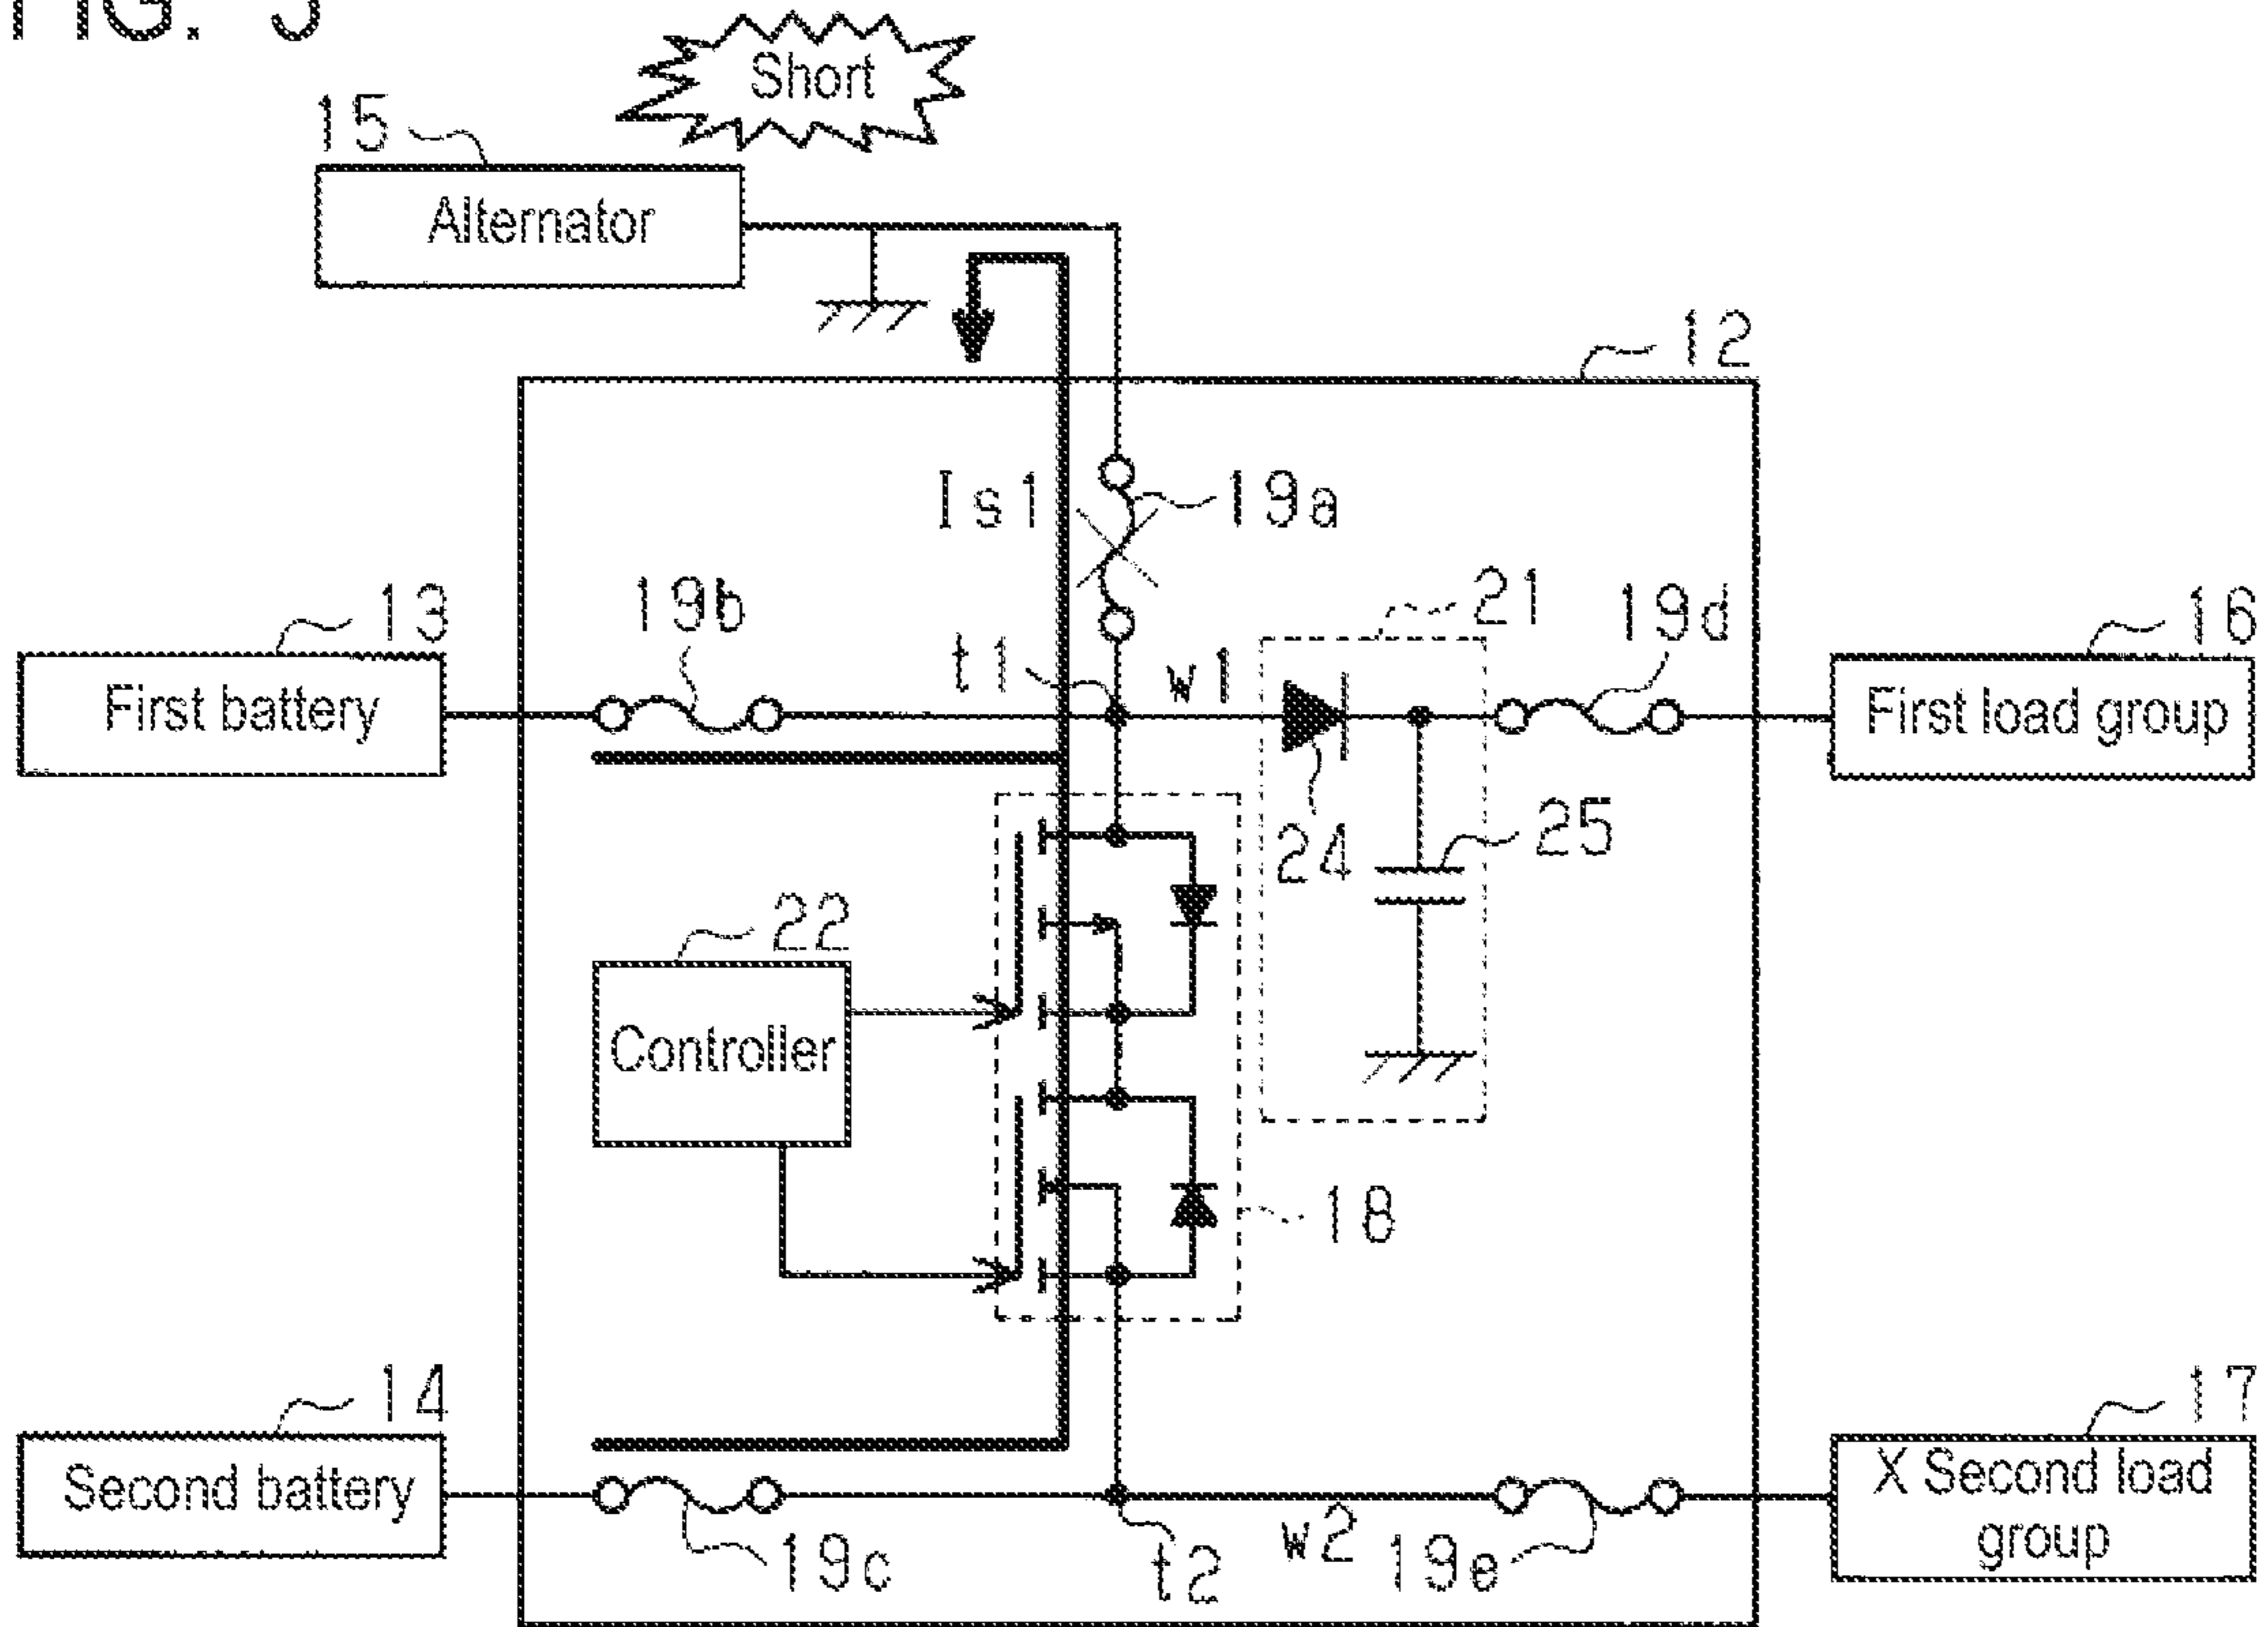 FIG. 3
Short
15
Alternator
12
Is1
19a
13
19b
21
19d
16
First battery
t1
w1
First load group
24
25
22
Controller
18
14
17
Second battery
X Second load
group
19c
t2
w2
19e